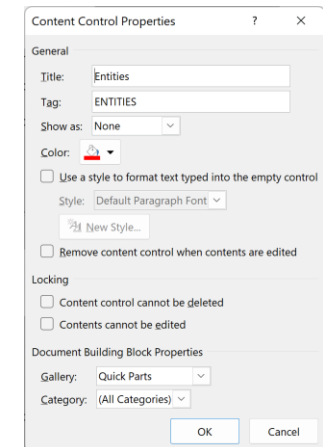 Content Control Properties ? ×
General
Title: Entities
Tag: ENTITIES
Show as: None
Color:
Use a style to format text typed into the empty control
Style: Default Paragraph Font
New Style...
Remove content control when contents are edited
Locking
Content control cannot be deleted
Contents cannot be edited
Document Building Block Properties
Gallery: Quick Parts
Category: (All Categories)
OK Cancel